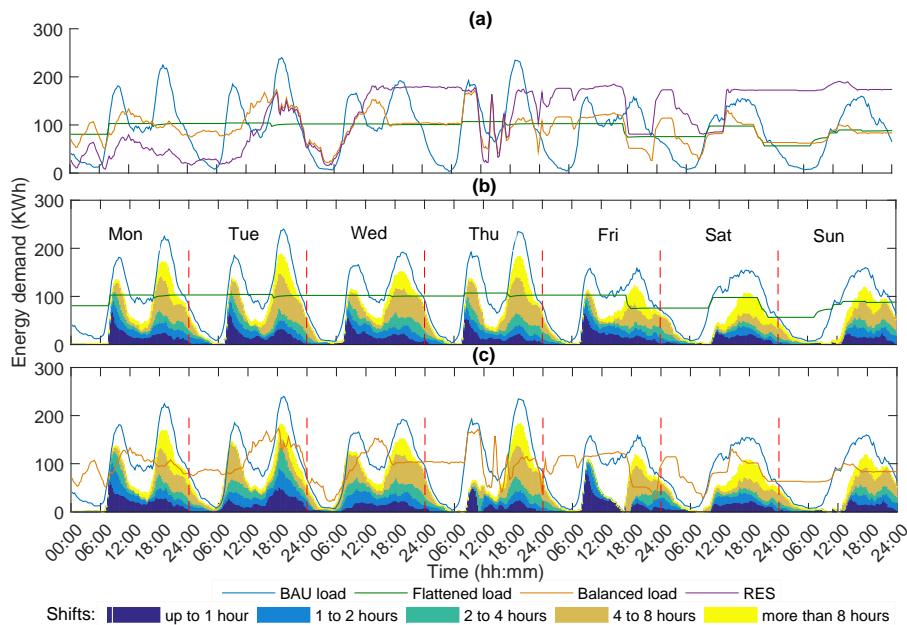 (a)
300
200
100
0
(b)
300
200
100
0
Mon Tue Wed Thu Fri Sat Sun
(c)
300
200
100
0
Energy demand (KWh)
00:00 06:00 12:00 18:00 24:00 06:00 12:00 18:00 24:00 06:00 12:00 18:00 24:00 06:00 12:00 18:00 24:00 06:00 12:00 18:00 24:00 06:00 12:00 18:00 24:00 06:00 12:00 18:00 24:00
Time (hh:mm)
BAU load Flattened load Balanced load RES
Shifts: up to 1 hour 1 to 2 hours 2 to 4 hours 4 to 8 hours more than 8 hours